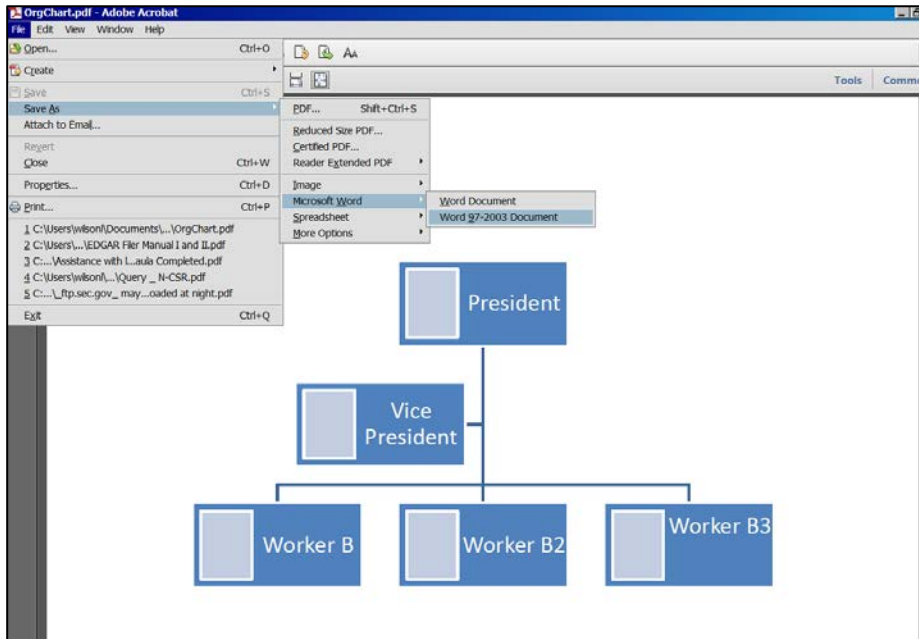 OrgChart.pdf - Adobe Acrobat
File Edit View Window Help
Open... Ctrl+O
Create
Save Ctrl+S
Save As
Attach to Email...
Revert
Close Ctrl+W
Properties... Ctrl+D
Print... Ctrl+P
1 C:\Users\wilsonl\Documents\...\OrgChart.pdf
2 C:\Users\...\EDGAR Filer Manual I and II.pdf
3 C:...\Assistance with l...aula Completed.pdf
4 C:\Users\wilsonl\...\Query _ N-CSR.pdf
5 C:...\_ftp.sec.gov_ may...oaded at night.pdf
Exit Ctrl+Q
PDF... Shift+Ctrl+S
Reduced Size PDF...
Certified PDF...
Reader Extended PDF
Image
Microsoft Word
Spreadsheet
More Options
Word Document
Word 97-2003 Document
Tools Comme
President
Vice
President
Worker B Worker B2 Worker B3